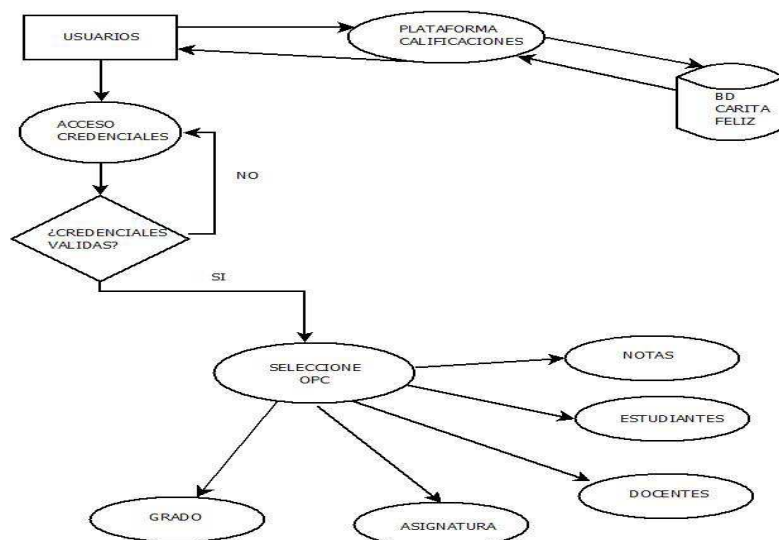 USUARIOS
PLATAFORMA
CALIFICACIONES
BD
CARITA
FELIZ
ACCESO
CREDENCIALES
NO
¿CREDENCIALES
VALIDAS?
SI
SELECCIONE
OPC
NOTAS
ESTUDIANTES
DOCENTES
GRADO
ASIGNATURA